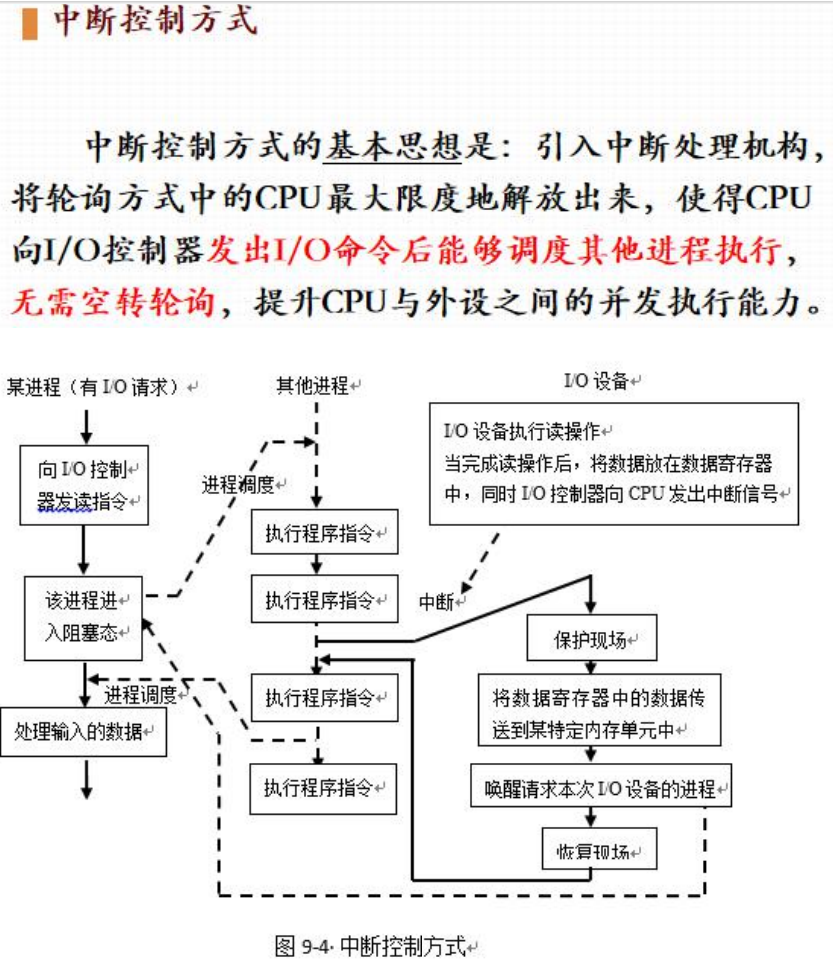 中断控制方式
中断控制方式的基本思想是：引入中断处理机构，
将轮询方式中的CPU最大限度地解放出来，使得CPU
向I/O控制器发出I/O命令后能够调度其他进程执行，
无需空转轮询，提升CPU与外设之间的并发执行能力。
某进程（有 I/O 请求）↵
其他进程↵
I/O 设备↵
I/O 设备执行读操作↵
当完成读操作后，将数据放在数据寄存器
中，同时 I/O 控制器向 CPU 发出中断信号↵
向 I/O 控制↵
器发读指令↵
进程调度↵
执行程序指令↵
该进程进↵
入阻塞态↵
执行程序指令↵
中断↵
保护现场↵
进程调度↵
执行程序指令↵
将数据寄存器中的数据传
送到某特定内存单元中↵
处理输入的数据↵
执行程序指令↵
唤醒请求本次 I/O 设备的进程↵
恢复现场↵
图 9-4· 中断控制方式↵